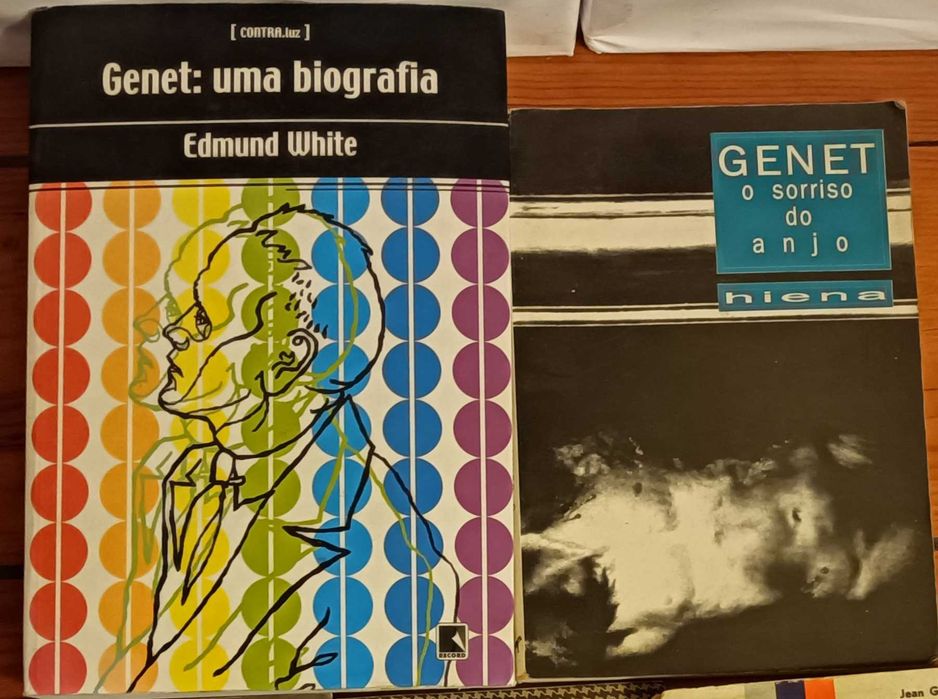 [ CONTRA.luz ]
Genet: uma biografia
Edmund White
RECORD
GENET
o sorriso
do
anjo
hiena
Jean G